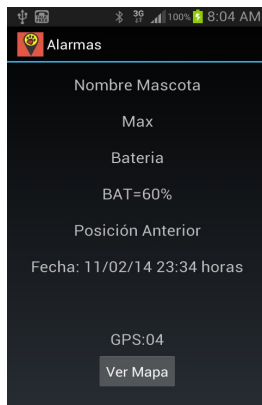 3G 100% 8:04 AM
Alarmas
Nombre Mascota
Max
Bateria
BAT=60%
Posición Anterior
Fecha: 11/02/14 23:34 horas
GPS:04
Ver Mapa